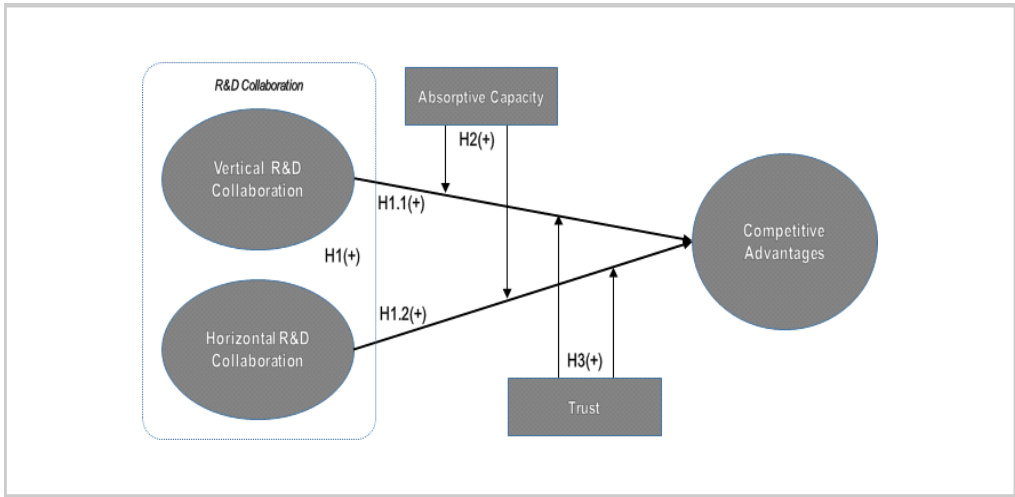 R&D Collaboration
Absorptive Capacity
H2(+)
Vertical R&D
Collaboration
H1.1(+)
Competitive
Advantages
H1(+)
H1.2(+)
Horizontal R&D
Collaboration
H3(+)
Trust